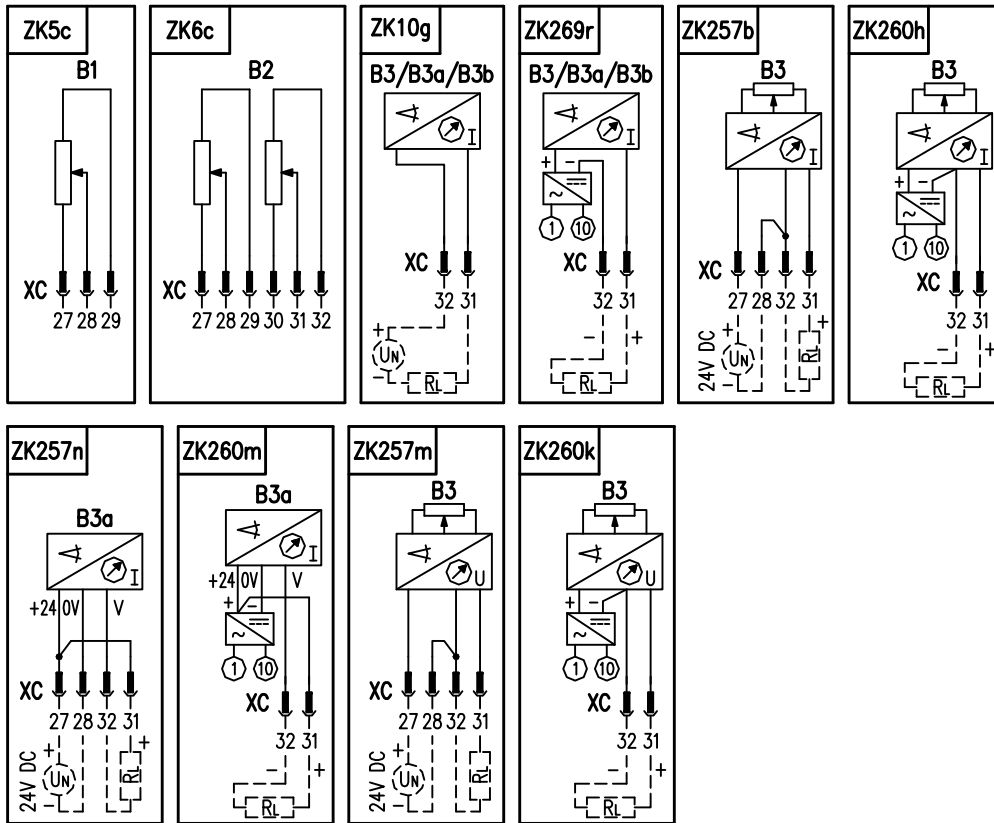 ZK5c
B1
XC
27 28 29
ZK6c
B2
27 28 29 30 31 32
ZK10g
B3/B3a/B3b
I
XC
32 31
+
UN
−
RL
ZK269r
B3/B3a/B3b
I
+ −
~
1 10
XC
32 31
− +
RL
ZK257b
B3
I
XC
27 28 32 31
24V DC
+ +
UN
−
RL
ZK260h
B3
I
+ −
~
1 10
XC
32 31
− +
RL
ZK257n
B3a
I
+24 0V V
XC
27 28 32 31
24V DC
+ +
UN
−
RL
ZK260m
B3a
I
+24 0V V
+ −
~
1 10
XC
32 31
− +
RL
ZK257m
B3
U
XC
27 28 32 31
24V DC
+ +
UN
−
RL
ZK260k
B3
U
+ −
~
1 10
XC
32 31
− +
RL